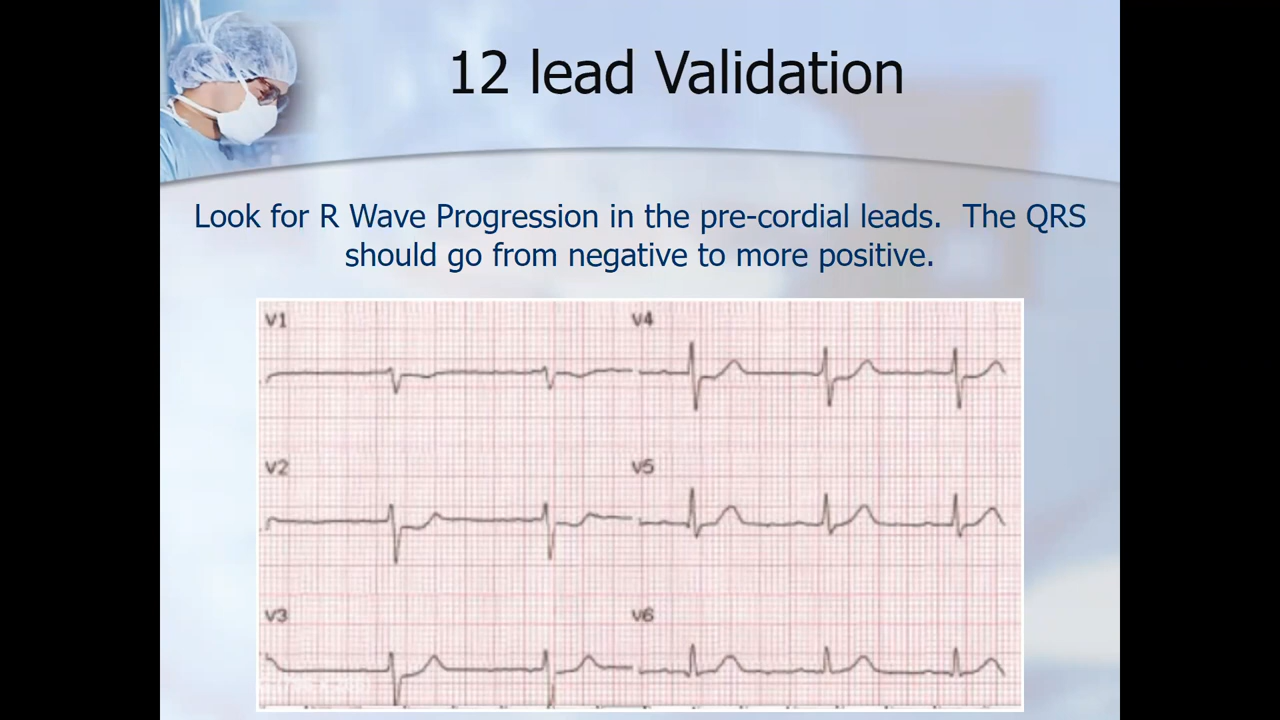 12 lead Validation
Look for R Wave Progression in the pre-cordial leads.  The QRS
should go from negative to more positive.
V1
V4
V2
V5
V3
V6